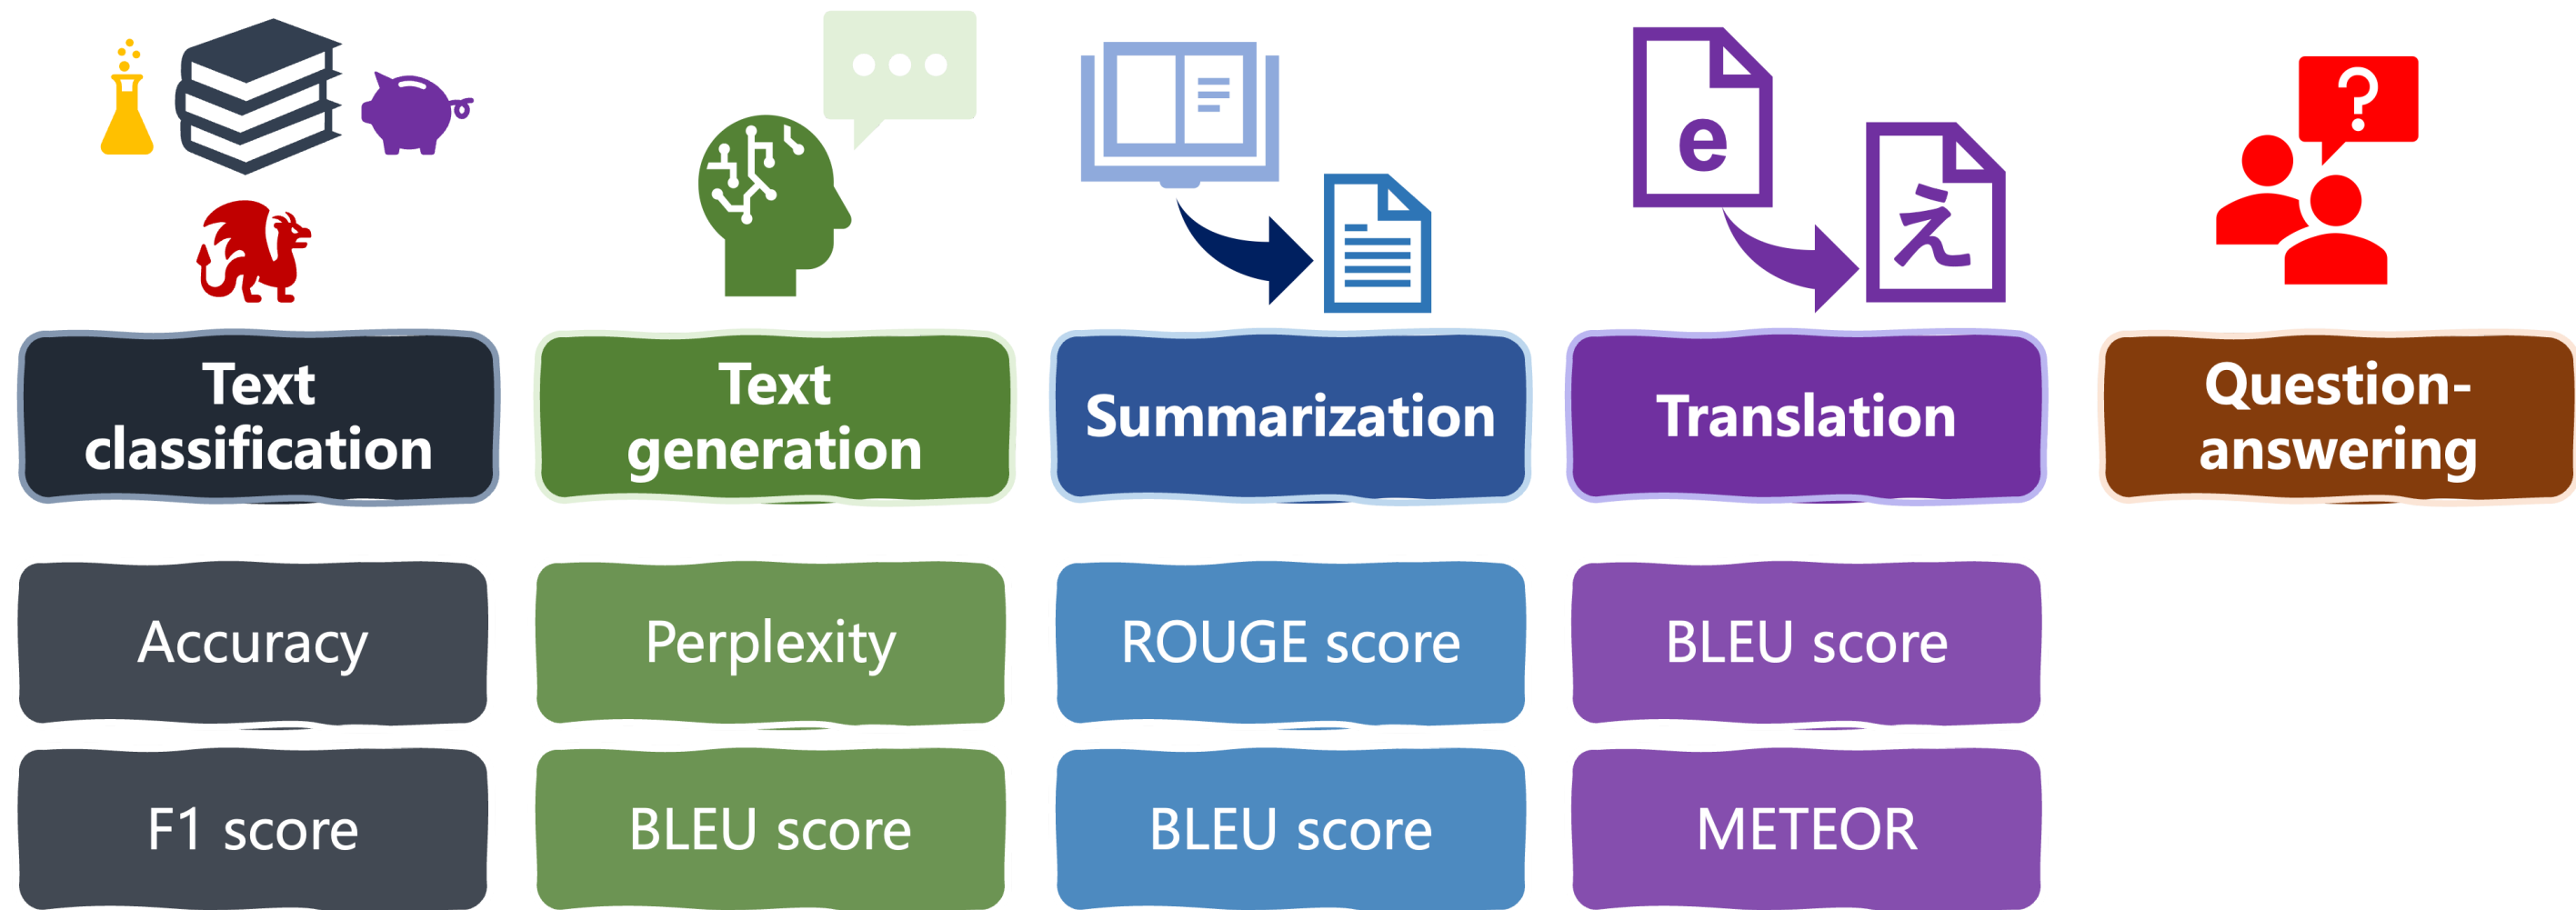 e
え
?
Text
classification
Text
generation
Summarization
Translation
Question-
answering
Accuracy
Perplexity
ROUGE score
BLEU score
F1 score
BLEU score
BLEU score
METEOR